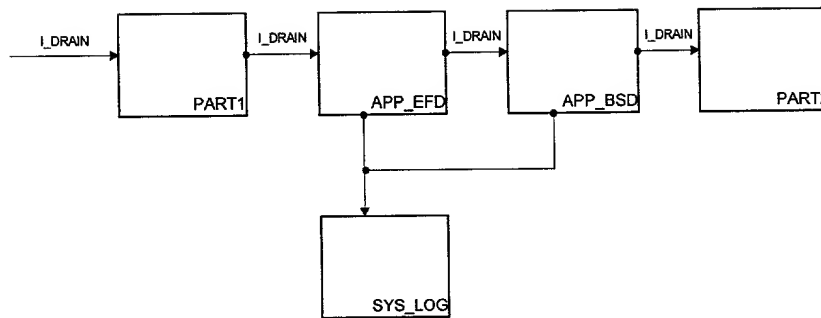 I_DRAIN
I_DRAIN
I_DRAIN
I_DRAIN
PART1
APP_EFD
APP_BSD
SYS_LOG